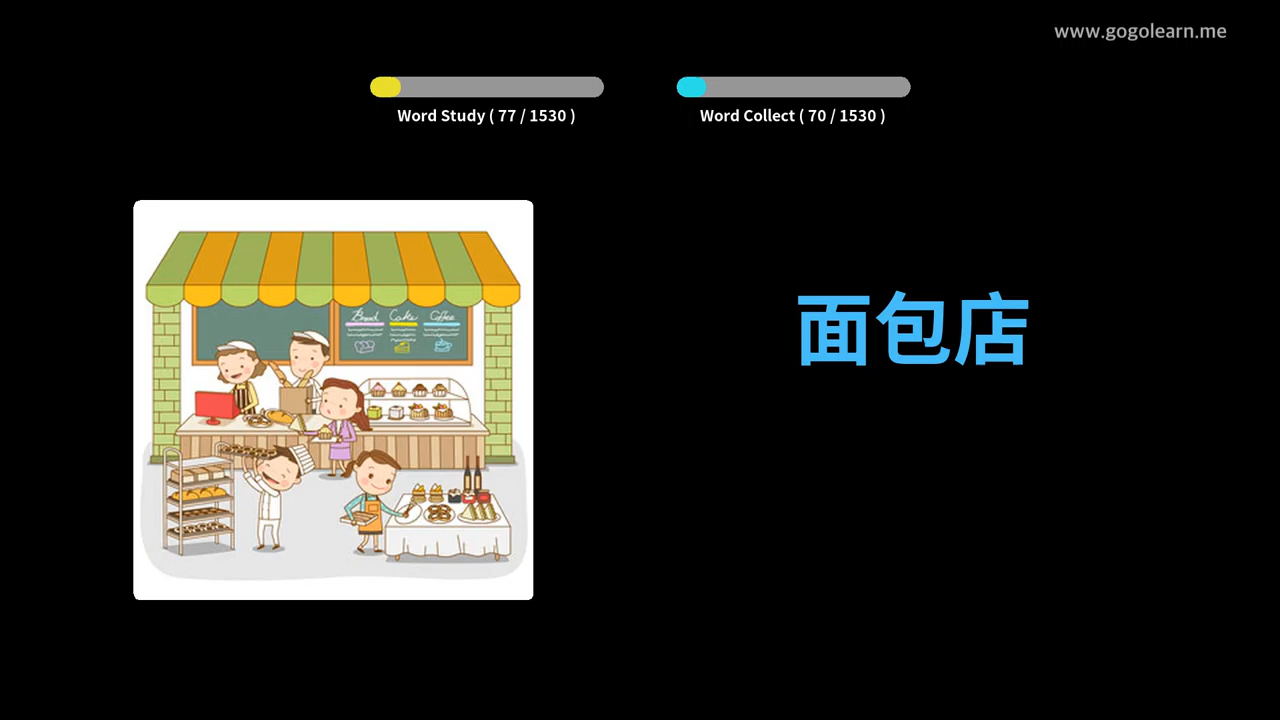 www.gogolearn.me
Word Study ( 77 / 1530 )
Word Collect ( 70 / 1530 )
Bread Cake Coffee
面包店